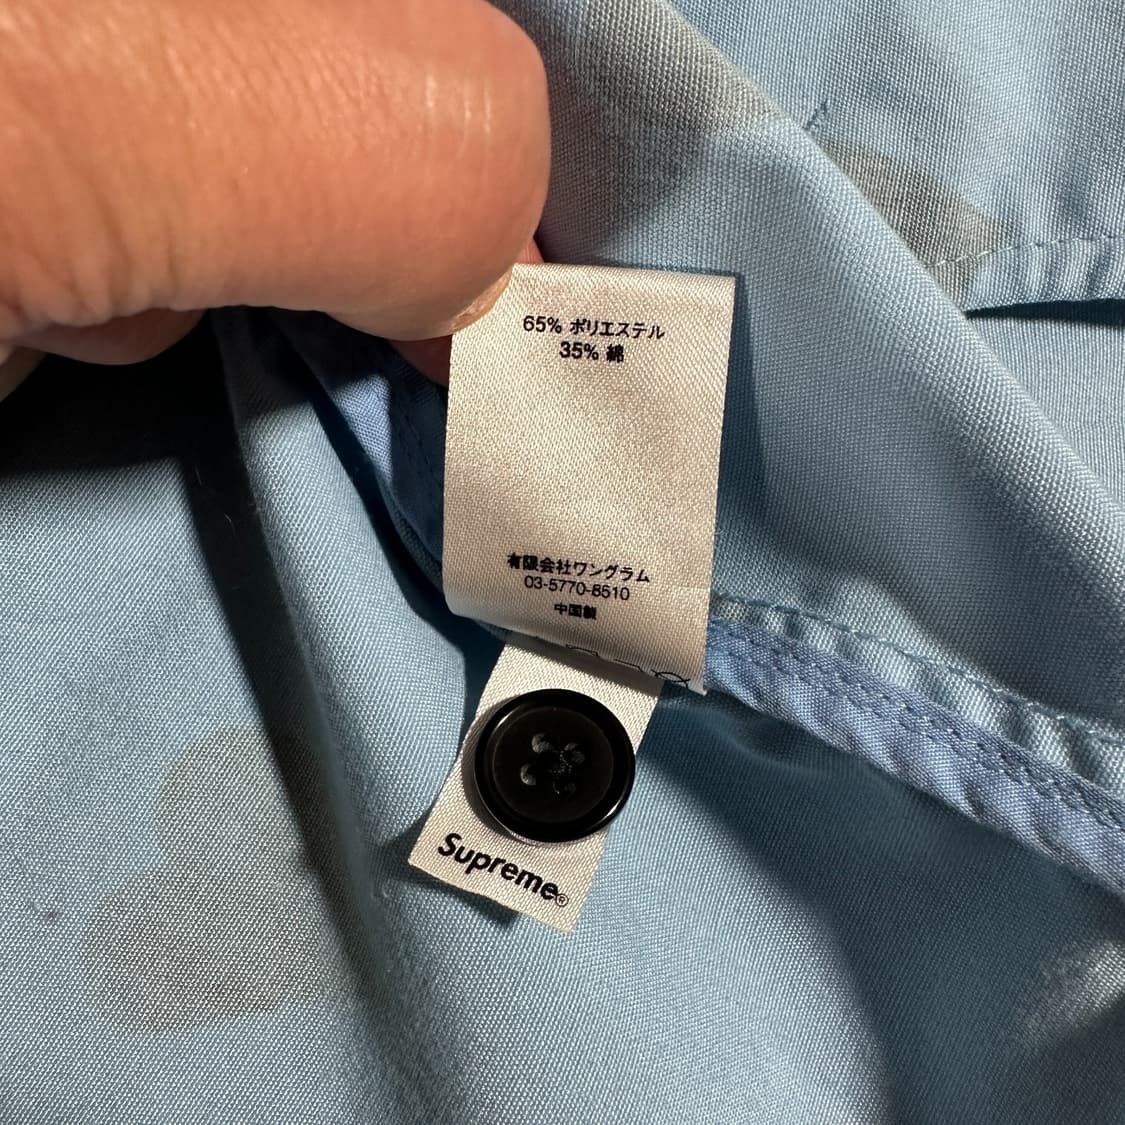 65% ポリエステル
35% 綿
有限会社ワングラム
03-5770-8510
中国製
Supreme®